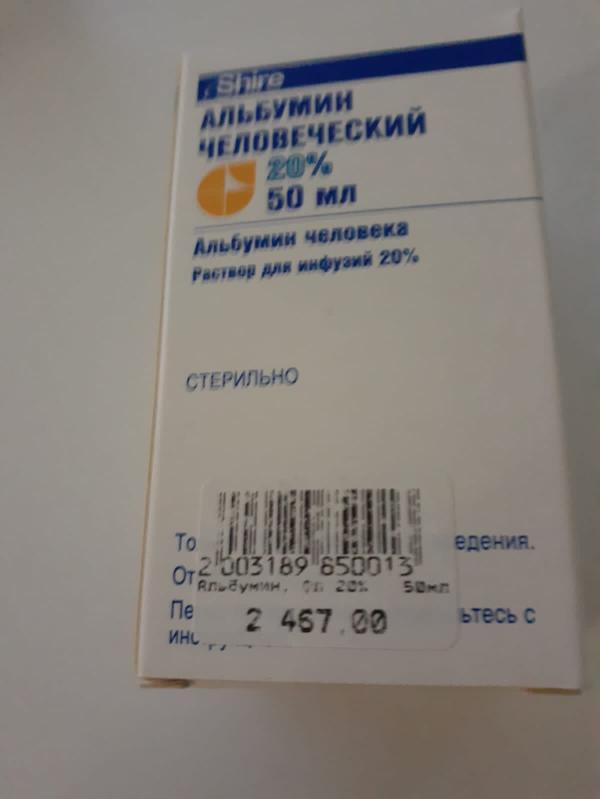 Shire
АЛЬБУМИН
ЧЕЛОВЕЧЕСКИЙ
20%
50 МЛ
Альбумин человека
Раствор для инфузий 20%
СТЕРИЛЬНО
То едения.
2 003189 850013
От
Альбумин, 20% 50мл
Пе ьтесь с
2 467.00